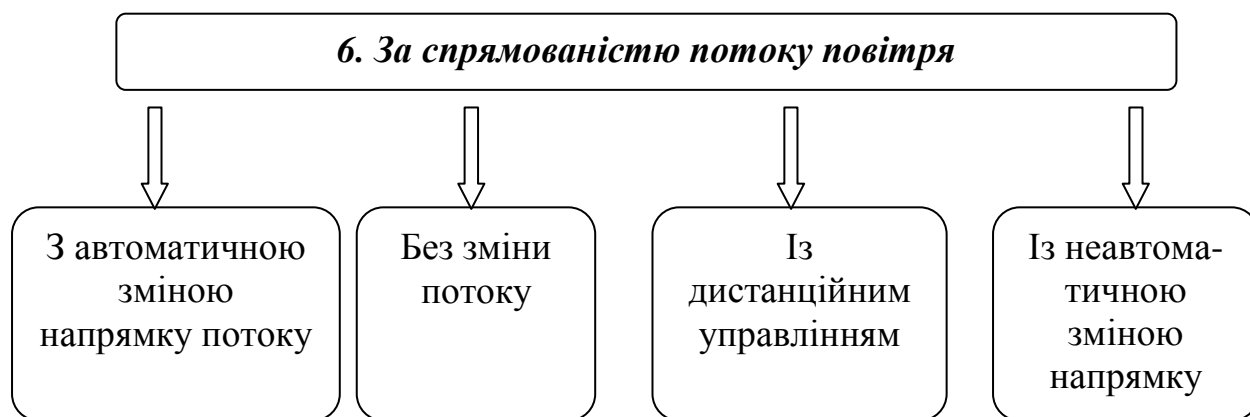 6. За спрямованістю потоку повітря
З автоматичною
зміною
напрямку потоку
Без зміни
потоку
Із
дистанційним
управлінням
Із неавтома-
тичною
зміною
напрямку